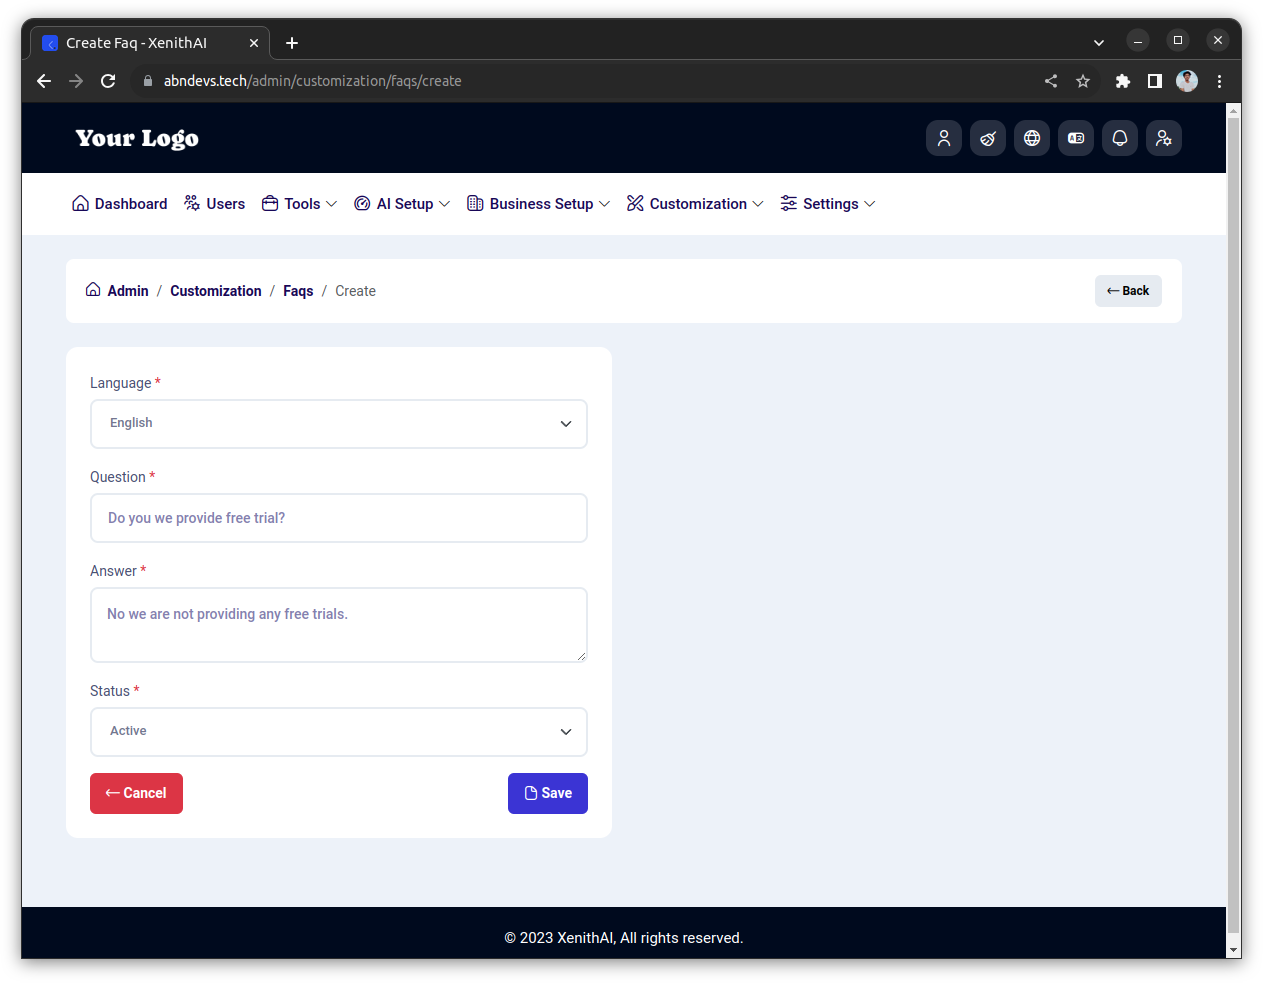 Create Faq - XenithAI
abndevs.tech/admin/customization/faqs/create
Your Logo
Dashboard Users Tools AI Setup Business Setup Customization Settings
Admin / Customization / Faqs / Create
Back
Language *
English
Question *
Do you we provide free trial?
Answer *
No we are not providing any free trials.
Status *
Active
Cancel
Save
© 2023 XenithAI, All rights reserved.